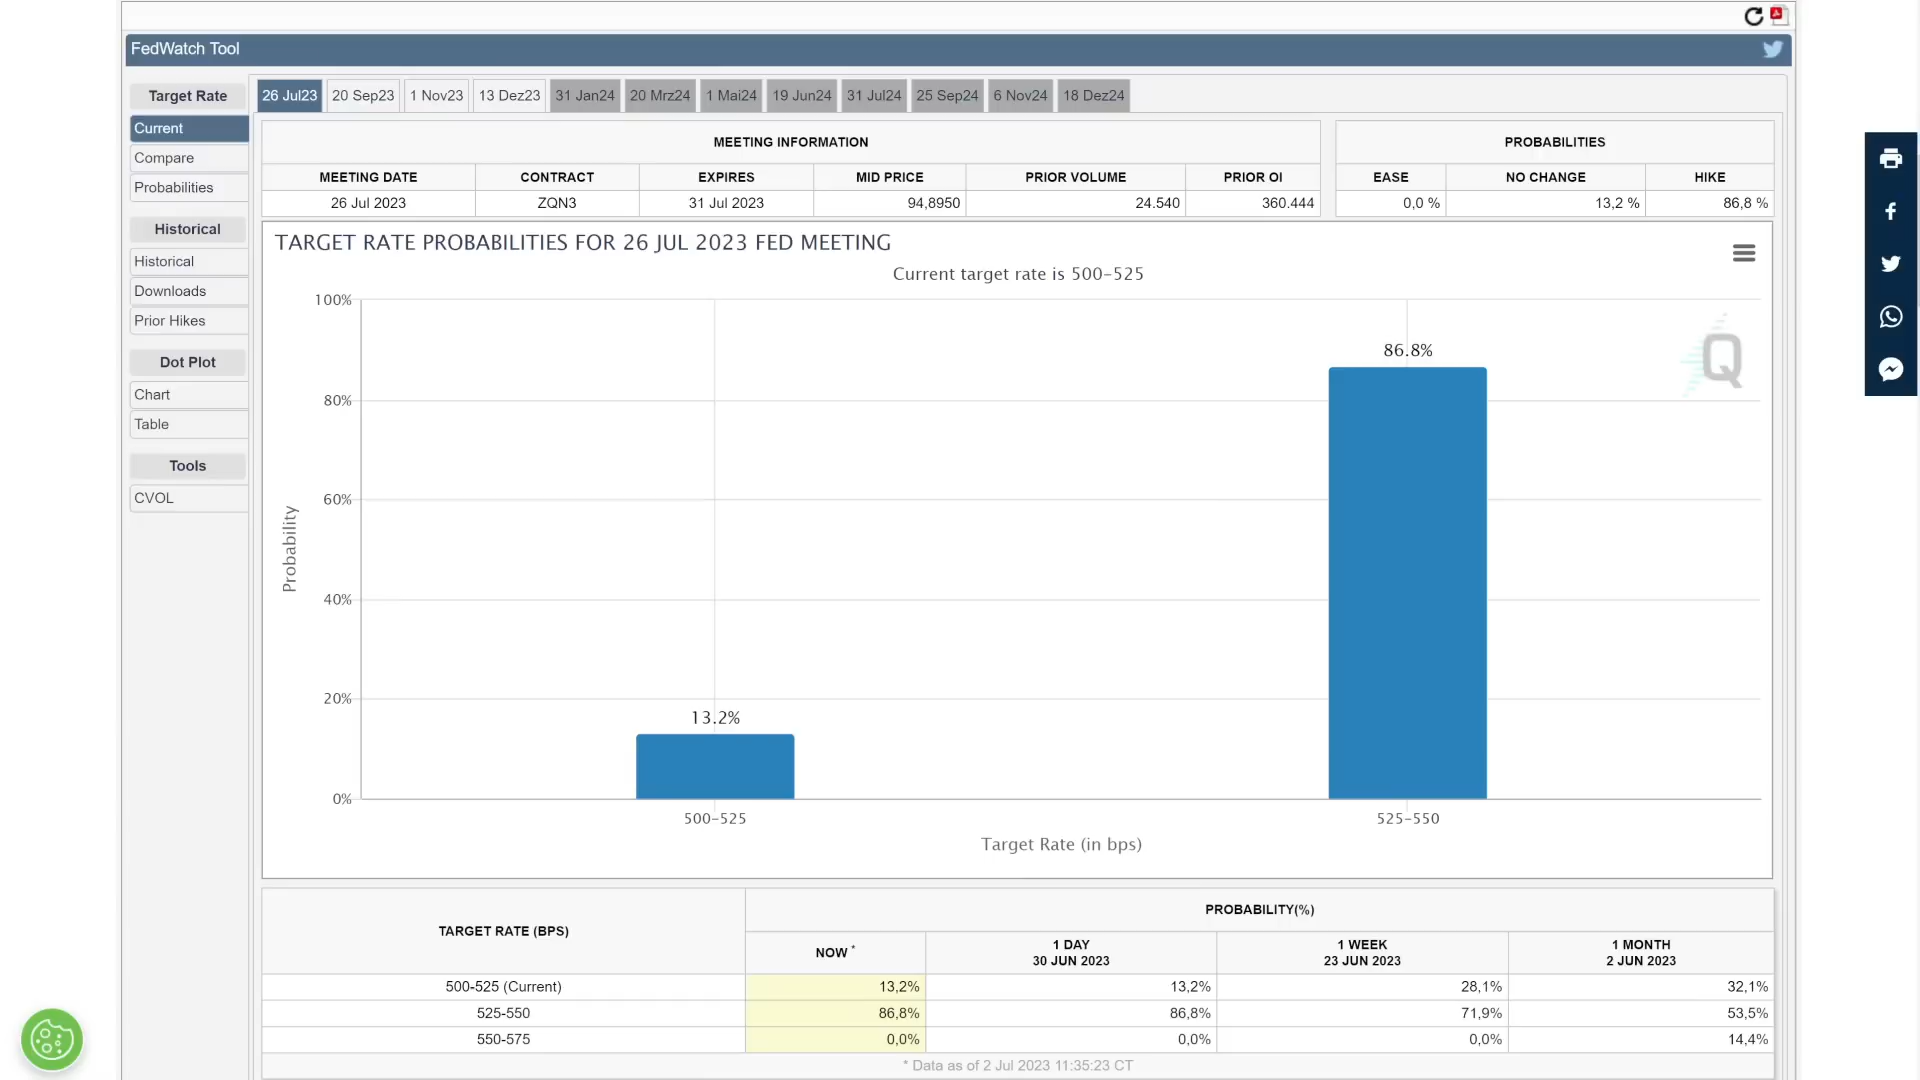 FedWatch Tool
Target Rate
Current
Compare
Probabilities
Historical
Historical
Downloads
Prior Hikes
Dot Plot
Chart
Table
Tools
CVOL
26 Jul23 20 Sep23 1 Nov23 13 Dez23 31 Jan24 20 Mrz24 1 Mai24 19 Jun24 31 Jul24 25 Sep24 6 Nov24 18 Dez24
MEETING INFORMATION
MEETING DATE CONTRACT EXPIRES MID PRICE PRIOR VOLUME PRIOR OI
26 Jul 2023 ZQN3 31 Jul 2023 94,8950 24.540 360.444
PROBABILITIES
EASE NO CHANGE HIKE
0,0 % 13,2 % 86,8 %
TARGET RATE PROBABILITIES FOR 26 JUL 2023 FED MEETING
Current target rate is 500-525
100%
80%
60%
40%
20%
0%
Probability
13.2%
86.8%
Q
500-525 525-550
Target Rate (in bps)
TARGET RATE (BPS) PROBABILITY(%)
NOW * 1 DAY 1 WEEK 1 MONTH
30 JUN 2023 23 JUN 2023 2 JUN 2023
500-525 (Current) 13,2% 13,2% 28,1% 32,1%
525-550 86,8% 86,8% 71,9% 53,5%
550-575 0,0% 0,0% 0,0% 14,4%
* Data as of 2 Jul 2023 11:35:23 CT